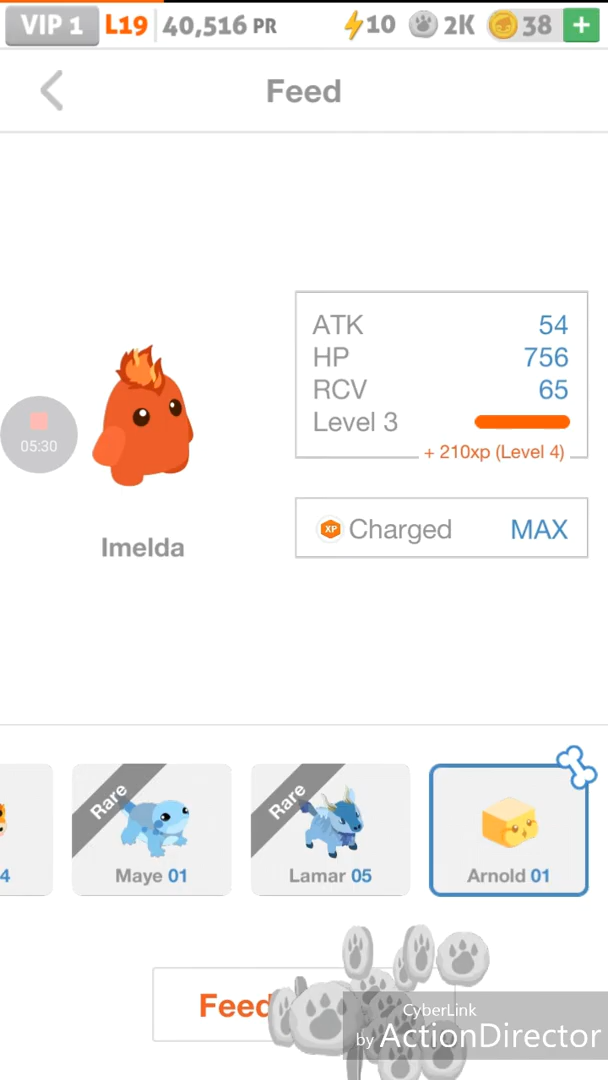 VIP 1 L19 40,516 PR 10 2K 38 +
Feed
ATK 54
HP 756
RCV 65
Level 3
+ 210xp (Level 4)
05:30
XP Charged MAX
Imelda
Rare Rare
4 Maye 01 Lamar 05 Arnold 01
Feed
CyberLink
by ActionDirector